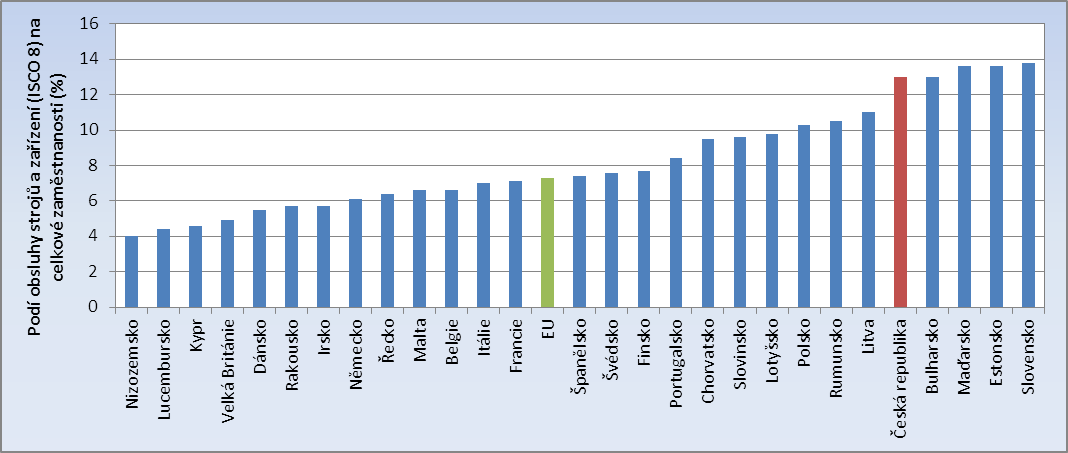 Podí obsluhy strojů a zařízení (ISCO 8) na
celkové zaměstnanosti (%)
16
14
12
10
8
6
4
2
0
Nizozemsko
Lucembursko
Kypr
Velká Británie
Dánsko
Rakousko
Irsko
Německo
Řecko
Malta
Belgie
Itálie
Francie
EU
Španělsko
Švédsko
Finsko
Portugalsko
Chorvatsko
Slovinsko
Lotyšsko
Polsko
Rumunsko
Litva
Česká republika
Bulharsko
Maďarsko
Estonsko
Slovensko